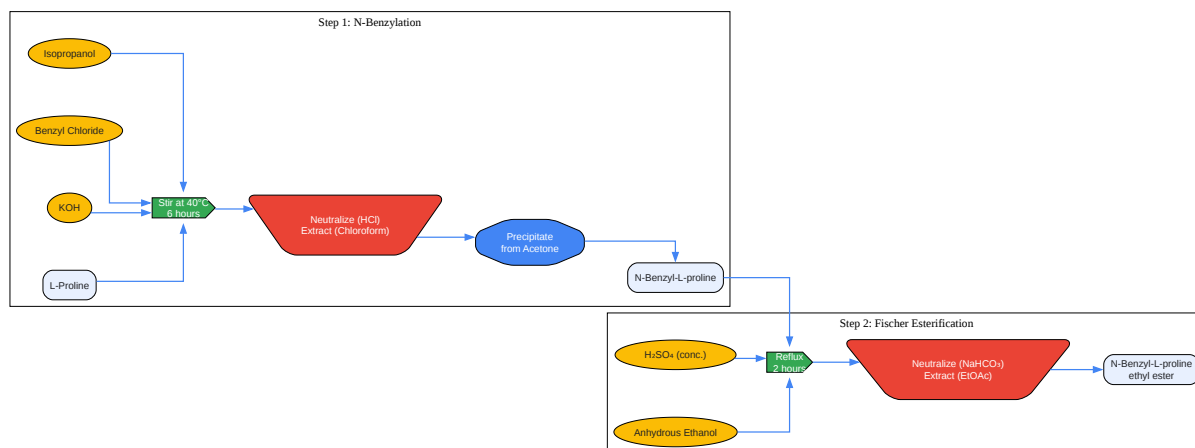 Step 1: N-Benzylation
Isopropanol
Benzyl Chloride
KOH
Stir at 40°C
6 hours
L-Proline
Neutralize (HCl)
Extract (Chloroform)
Precipitate
from Acetone
N-Benzyl-L-proline
Step 2: Fischer Esterification
H₂SO₄ (conc.)
Reflux
2 hours
Anhydrous Ethanol
Neutralize (NaHCO₃)
Extract (EtOAc)
N-Benzyl-L-proline
ethyl ester